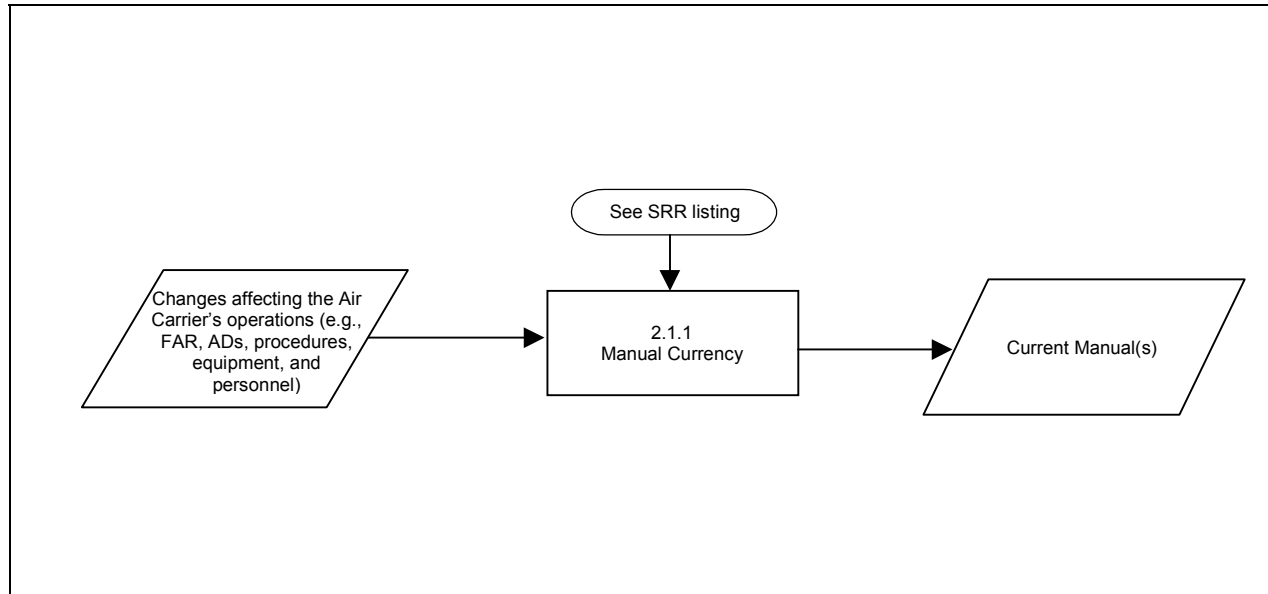 See SRR listing
Changes affecting the Air
Carrier's operations (e.g.,
FAR, ADs, procedures,
equipment, and
personnel)
2.1.1
Manual Currency
Current Manual(s)